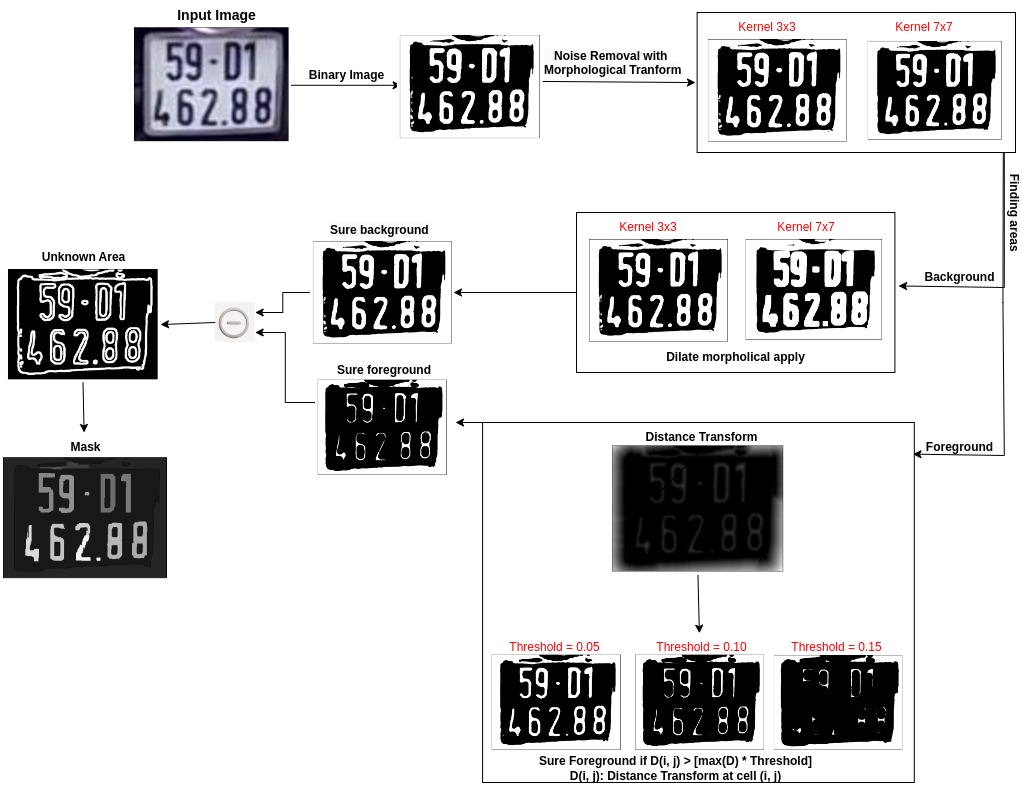 Input Image
59-D1
462.88
Binary Image
59-D1
462.88
Noise Removal with
Morphological Tranform
Kernel 3x3
59-D1
462.88
Kernel 7x7
59-D1
462.88
Finding areas
Background
Kernel 3x3
59-D1
462.88
Kernel 7x7
59-D1
462.88
Dilate morpholical apply
Sure background
59-D1
462.88
Sure foreground
59-D1
462 88
Unknown Area
59-D1
462.88
Mask
59-D1
462.88
Foreground
Distance Transform
59-D1
462.88
Threshold = 0.05
59-D1
462.88
Threshold = 0.10
59-D1
462 88
Threshold = 0.15
Sure Foreground if D(i, j) > [max(D) * Threshold]
D(i, j): Distance Transform at cell (i, j)